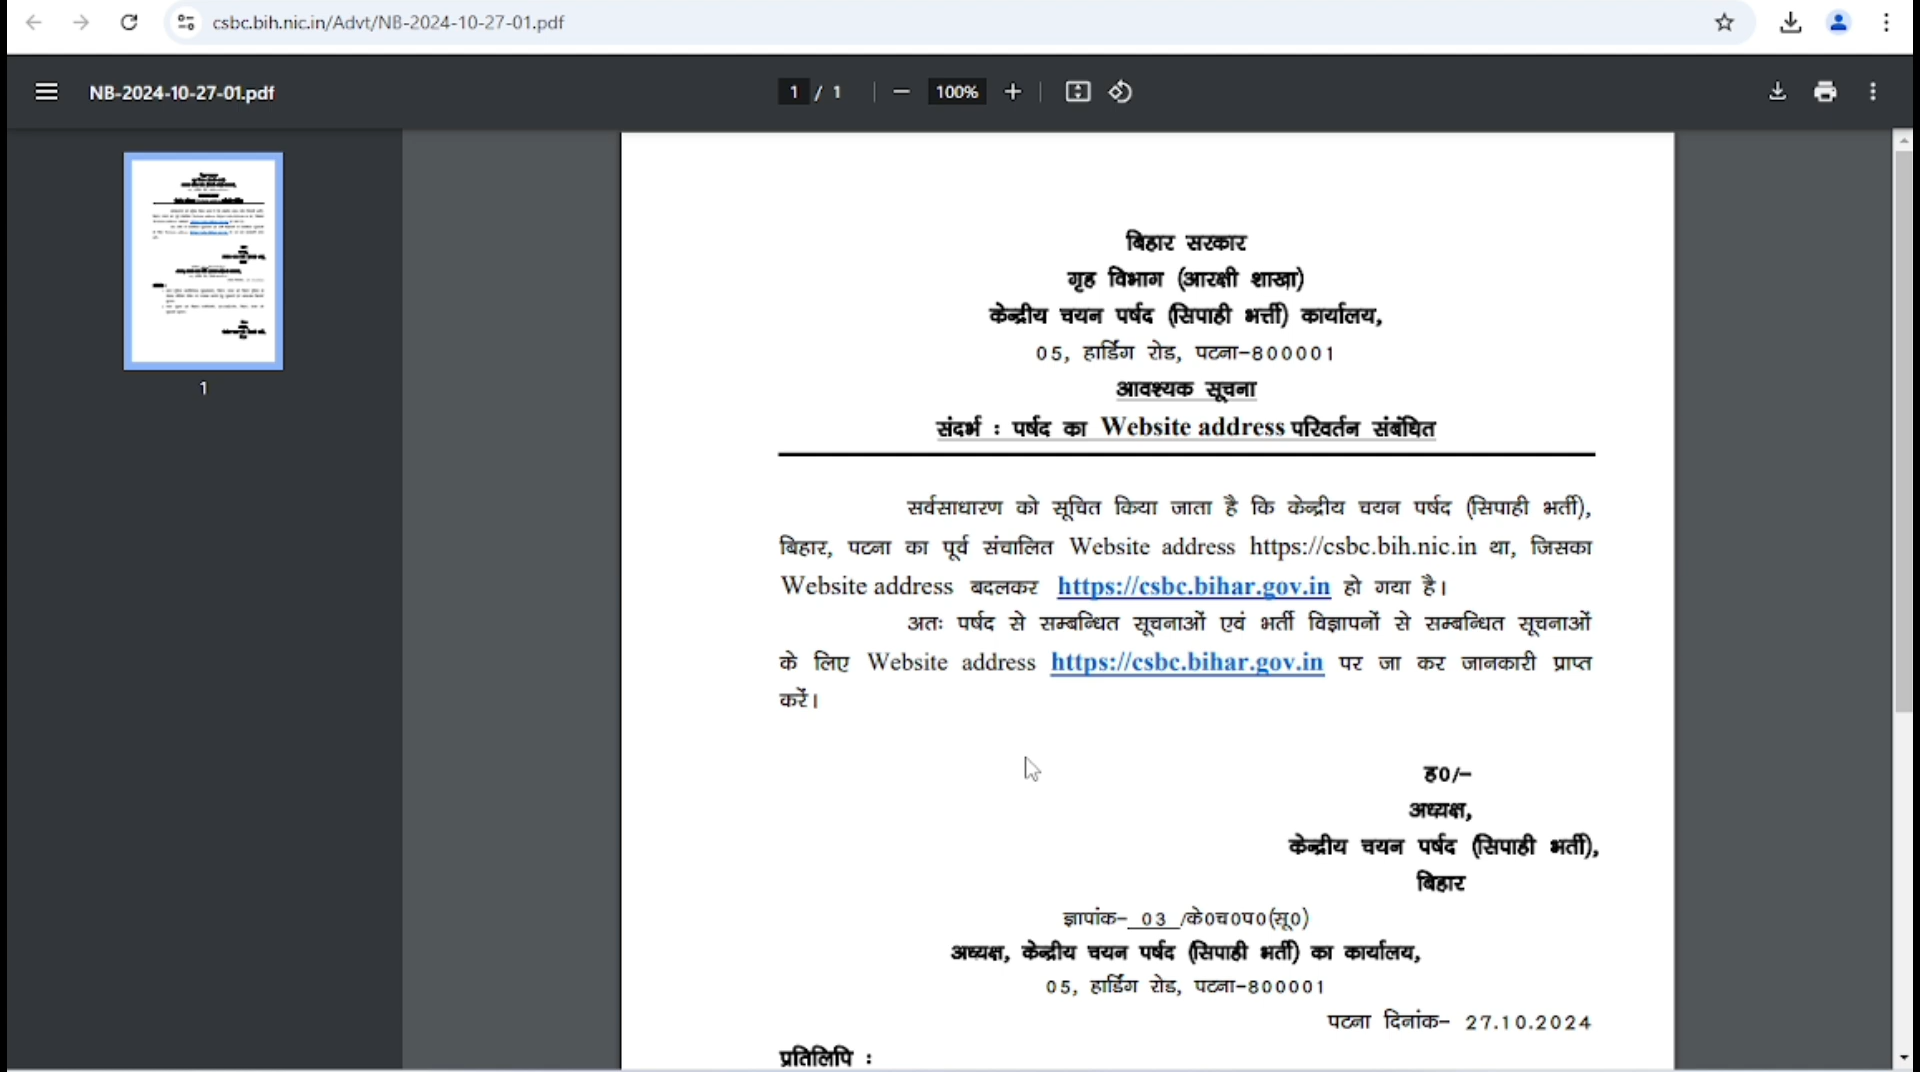 csbc.bih.nic.in/Advt/NB-2024-10-27-01.pdf
NB-2024-10-27-01.pdf
1 / 1
100%
1
बिहार सरकार
गृह विभाग (आरक्षी शाखा)
केन्द्रीय चयन पर्षद (सिपाही भर्त्ती) कार्यालय,
05, हार्डिंग रोड, पटना-800001
आवश्यक सूचना
संदर्भ : पर्षद का Website address परिवर्तन संबंधित
सर्वसाधारण को सूचित किया जाता है कि केन्द्रीय चयन पर्षद (सिपाही भर्ती),
बिहार, पटना का पूर्व संचालित Website address https://csbc.bih.nic.in था, जिसका
Website address बदलकर https://csbc.bihar.gov.in हो गया है।
अतः पर्षद से सम्बन्धित सूचनाओं एवं भर्ती विज्ञापनों से सम्बन्धित सूचनाओं
के लिए Website address https://csbc.bihar.gov.in पर जा कर जानकारी प्राप्त
करें।
ह0/-
अध्यक्ष,
केन्द्रीय चयन पर्षद (सिपाही भर्ती),
बिहार
ज्ञापांक- 03 /के0च0प0(सू0)
अध्यक्ष, केन्द्रीय चयन पर्षद (सिपाही भर्ती) का कार्यालय,
05, हार्डिंग रोड, पटना-800001
पटना दिनांक- 27.10.2024
प्रतिलिपि :